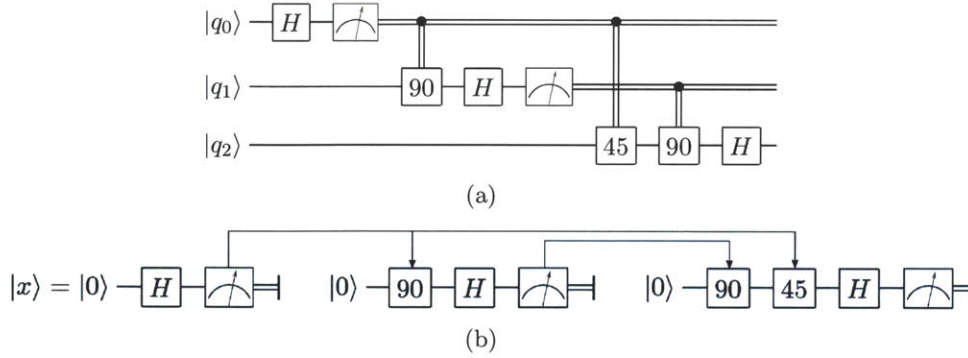 |q₀⟩ H
|q₁⟩ 90 H
|q₂⟩ 45 90 H
(a)
|x⟩ = |0⟩ H |0⟩ 90 H |0⟩ 90 45 H
(b)